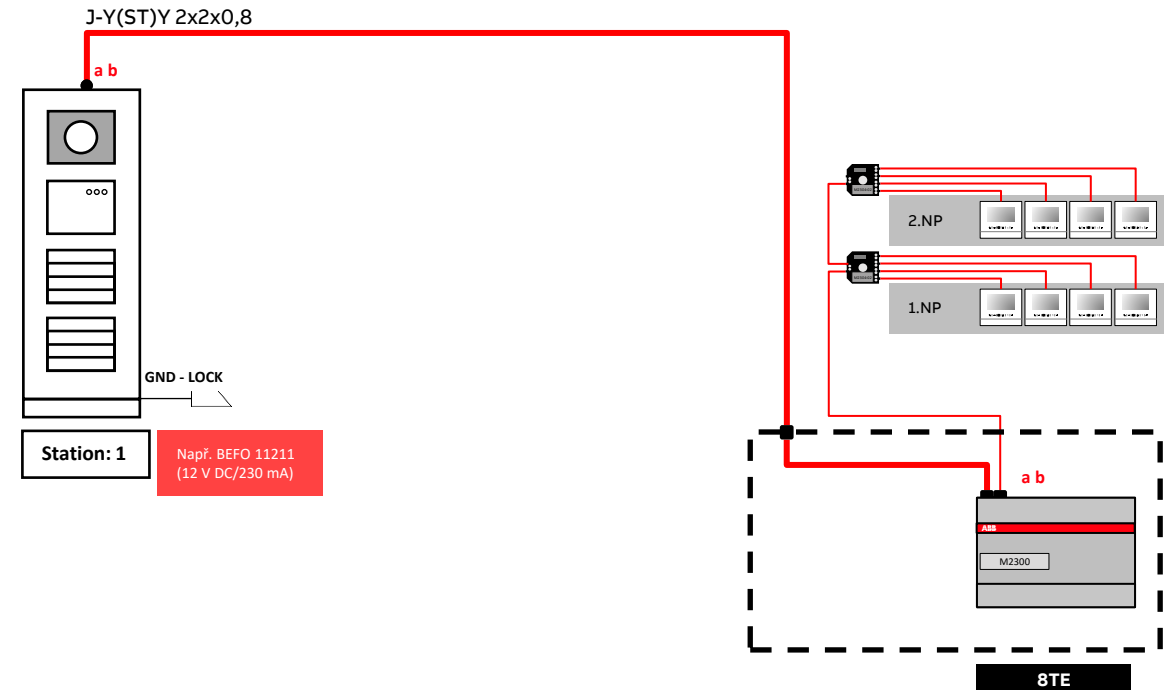 J-Y(ST)Y 2x2x0,8
a b
2.NP
1.NP
GND - LOCK
Station: 1
Např. BEFO 11211
(12 V DC/230 mA)
a b
ABB
M2300
8TE